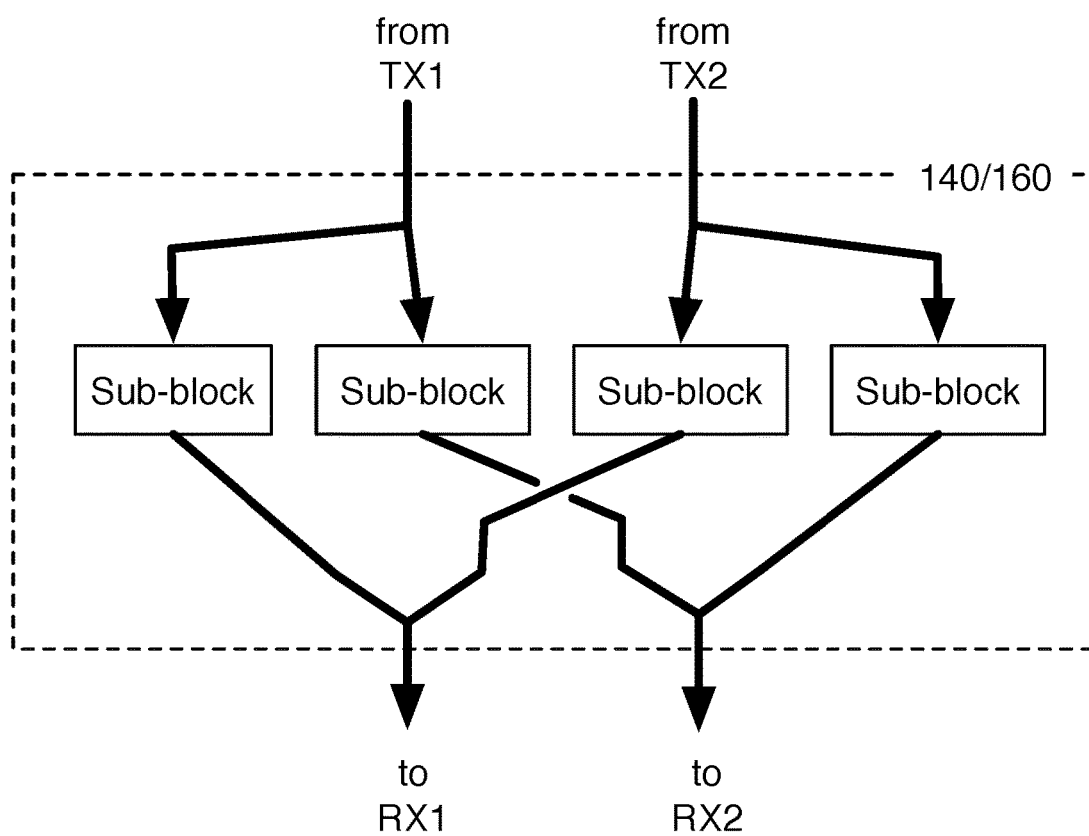 from
TX1
from
TX2
140/160
Sub-block
Sub-block
Sub-block
Sub-block
to
RX1
to
RX2